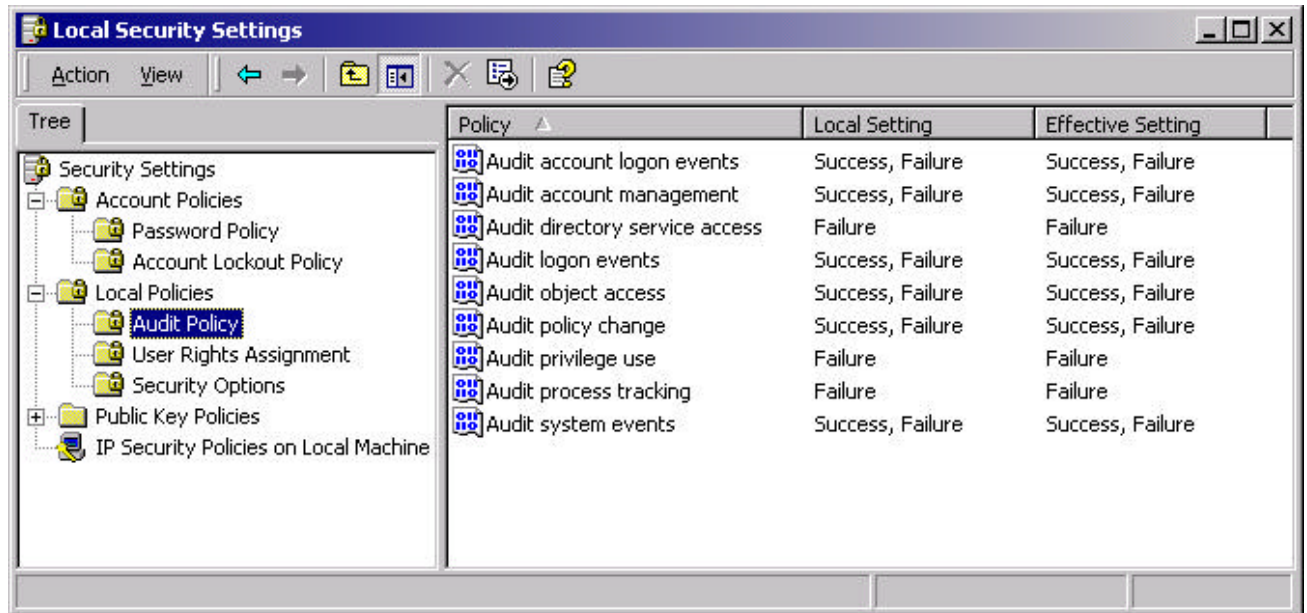 Local Security Settings
Action View
Tree
Security Settings
Account Policies
Password Policy
Account Lockout Policy
Local Policies
Audit Policy
User Rights Assignment
Security Options
Public Key Policies
IP Security Policies on Local Machine
Policy Local Setting Effective Setting
Audit account logon events Success, Failure Success, Failure
Audit account management Success, Failure Success, Failure
Audit directory service access Failure Failure
Audit logon events Success, Failure Success, Failure
Audit object access Success, Failure Success, Failure
Audit policy change Success, Failure Success, Failure
Audit privilege use Failure Failure
Audit process tracking Failure Failure
Audit system events Success, Failure Success, Failure